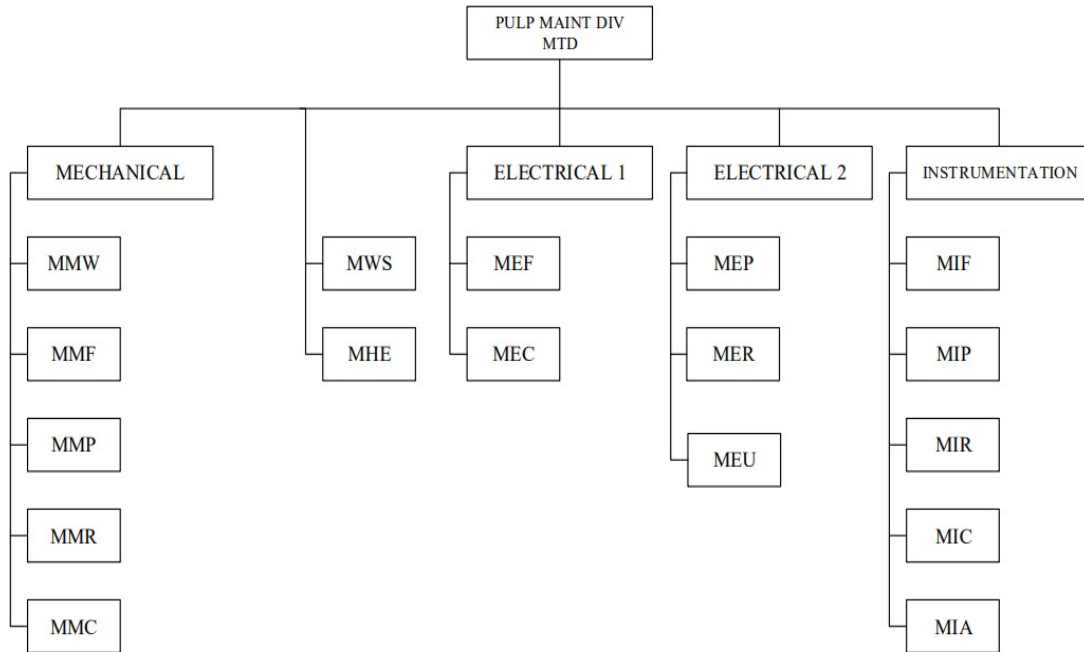 PULP MAINT DIV
MTD
MECHANICAL
ELECTRICAL 1
ELECTRICAL 2
INSTRUMENTATION
MMW
MWS
MEF
MEP
MIF
MMF
MHE
MEC
MER
MIP
MMP
MEU
MIR
MMR
MIC
MMC
MIA